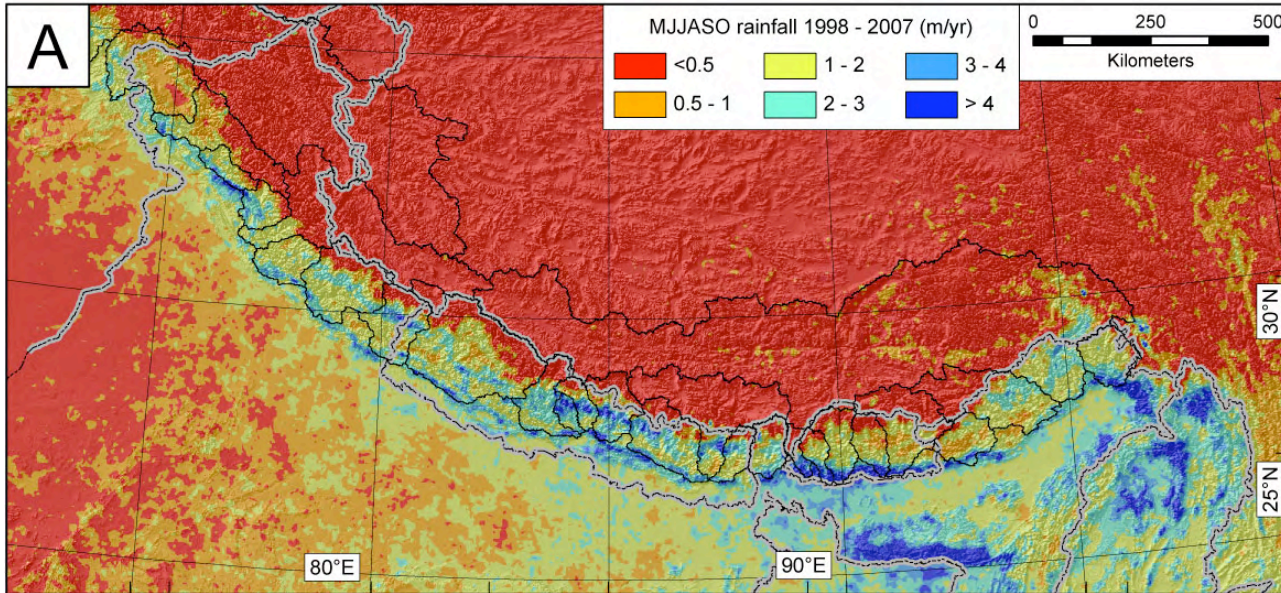 A
MJJASO rainfall 1998 - 2007 (m/yr)
<0.5
1 - 2
3 - 4
0.5 - 1
2 - 3
> 4
0
250
500
Kilometers
30°N
25°N
80°E
90°E